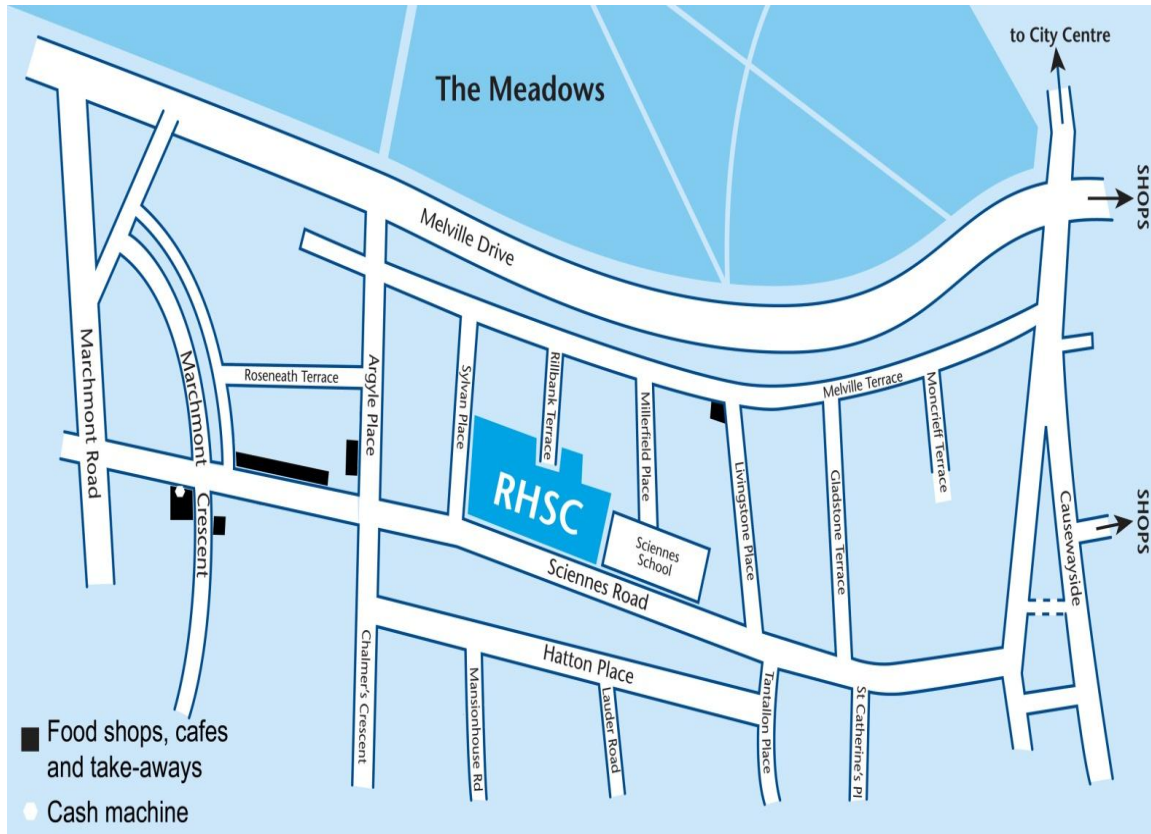 to City Centre
The Meadows
SHOPS
Melville Drive
Marchmont Road
Marchmont
Crescent
Roseneath Terrace
Argyle Place
Sylvan Place
Rillbank Terrace
Millerfield Place
Melville Terrace
Moncrieff Terrace
Livingstone Place
Gladstone Terrace
Causewayside
SHOPS
RHSC
Sciennes
School
Sciennes Road
Hatton Place
Chalmer's Crescent
Mansionhouse Rd
Lauder Road
Tantallon Place
St Catherine's Pl
Food shops, cafes
and take-aways
Cash machine